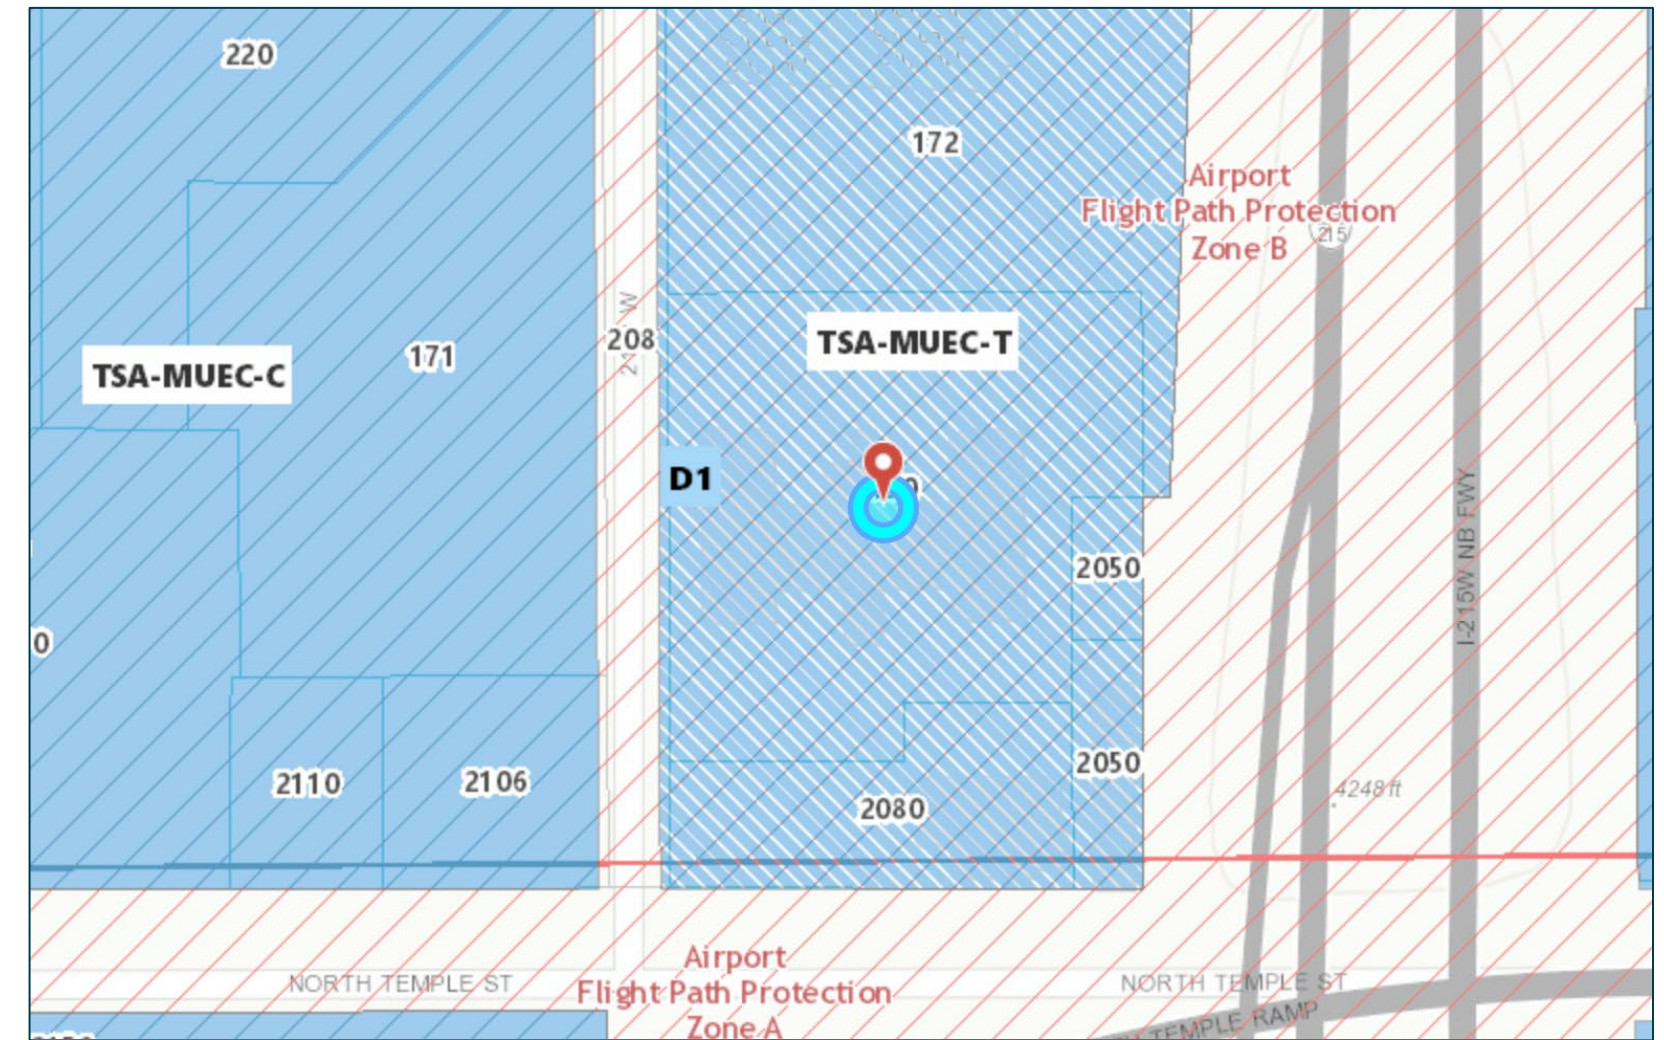 220
172
Airport
Flight Path Protection
Zone B
215
208
TSA-MUEC-T
171
TSA-MUEC-C
D1
2050
I-215W NB FWY
0
2050
2110
2106
4248 ft
2080
Airport
NORTH TEMPLE ST
NORTH TEMPLE ST
Flight Path Protection
TEMPLE RAMP
Zone A